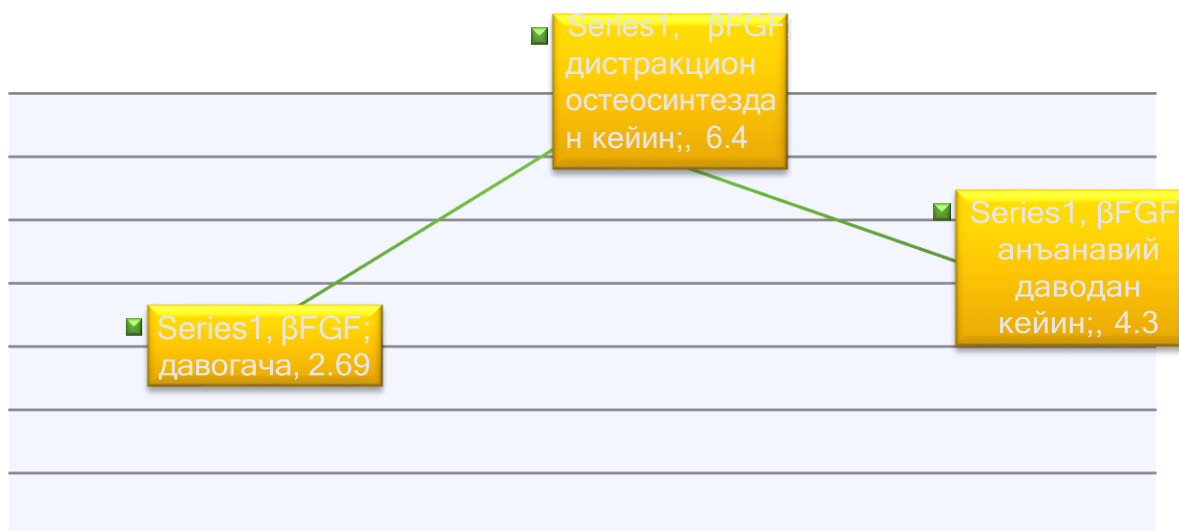 Series1, βFGF;
дистракцион
остеосинтезда
н кейин;, 6.4
Series1, βFGF
анъанавий
даводан
кейин;, 4.3
Series1, βFGF;
давогача, 2.69